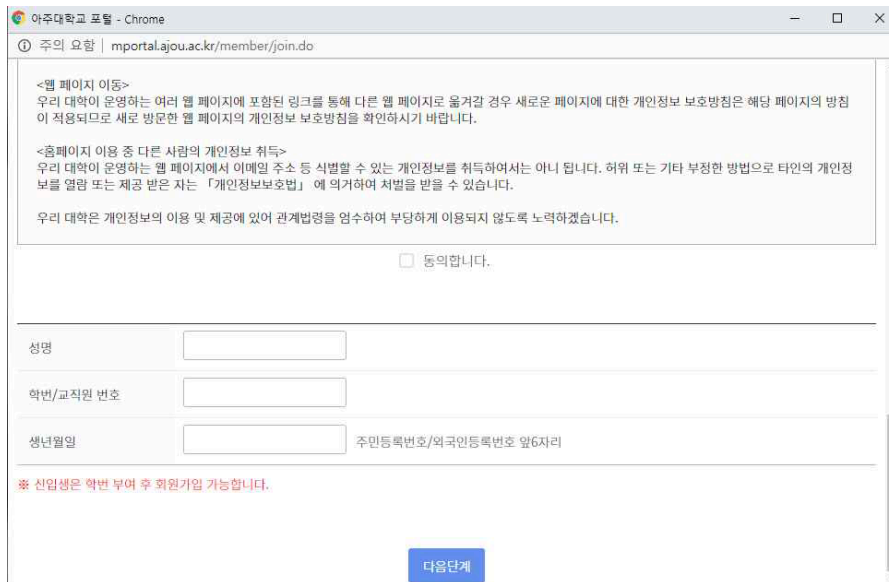 아주대학교 포털 - Chrome
주의 요함 | mportal.ajou.ac.kr/member/join.do
<웹 페이지 이동>
우리 대학이 운영하는 여러 웹 페이지에 포함된 링크를 통해 다른 웹 페이지로 옮겨갈 경우 새로운 페이지에 대한 개인정보 보호방침은 해당 페이지의 방침
이 적용되므로 새로 방문한 웹 페이지의 개인정보 보호방침을 확인하시기 바랍니다.
<홈페이지 이용 중 다른 사람의 개인정보 취득>
우리 대학이 운영하는 웹 페이지에서 이메일 주소 등 식별할 수 있는 개인정보를 취득하여서는 아니 됩니다. 허위 또는 기타 부정한 방법으로 타인의 개인정
보를 열람 또는 제공 받은 자는 「개인정보보호법」 에 의거하여 처벌을 받을 수 있습니다.
우리 대학은 개인정보의 이용 및 제공에 있어 관계법령을 엄수하여 부당하게 이용되지 않도록 노력하겠습니다.
동의합니다.
성명
학번/교직원 번호
생년월일 주민등록번호/외국인등록번호 앞6자리
※ 신입생은 학번 부여 후 회원가입 가능합니다.
다음단계